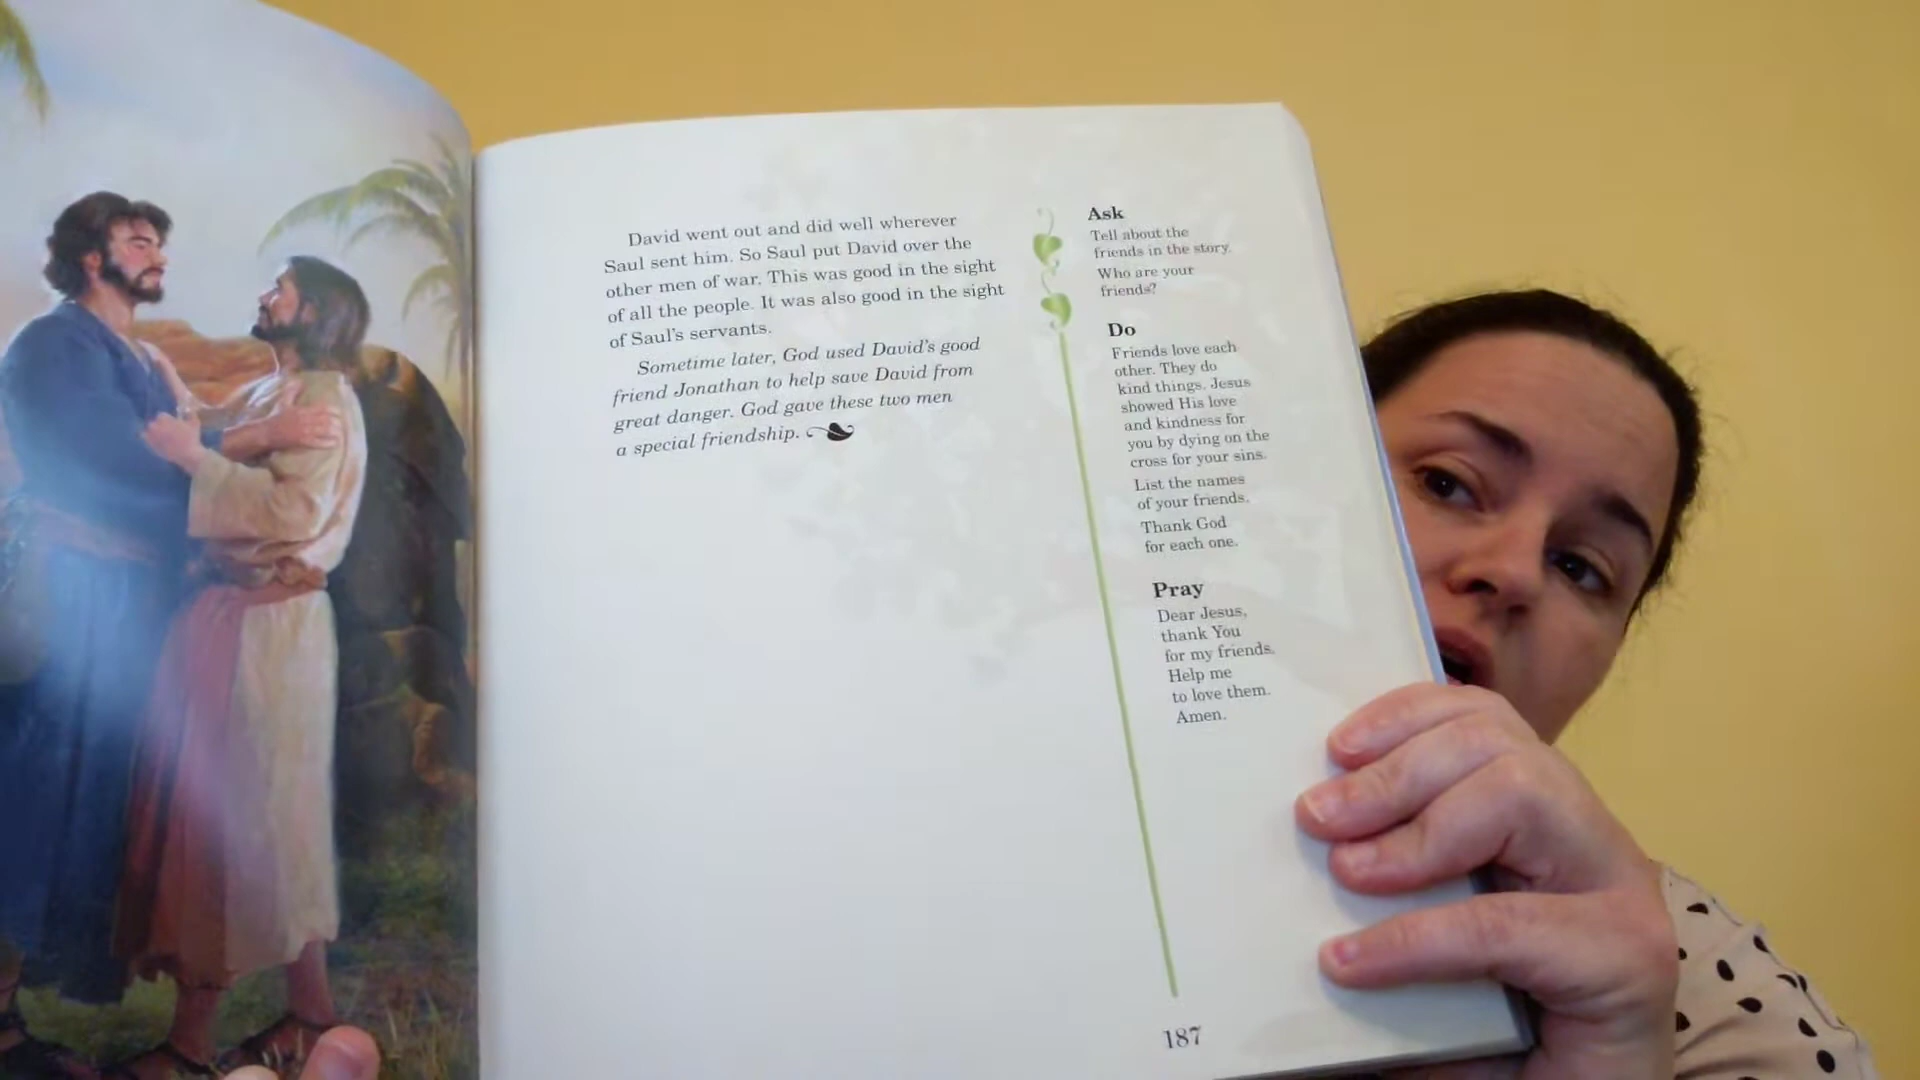 David went out and did well wherever
Saul sent him. So Saul put David over the
other men of war. This was good in the sight
of all the people. It was also good in the sight
of Saul's servants.
Sometime later, God used David's good
friend Jonathan to help save David from
great danger. God gave these two men
a special friendship.
Ask
Tell about the
friends in the story.
Who are your
friends?
Do
Friends love each
other. They do
kind things. Jesus
showed His love
and kindness for
you by dying on the
cross for your sins.
List the names
of your friends.
Thank God
for each one.
Pray
Dear Jesus,
thank You
for my friends.
Help me
to love them.
Amen.
187